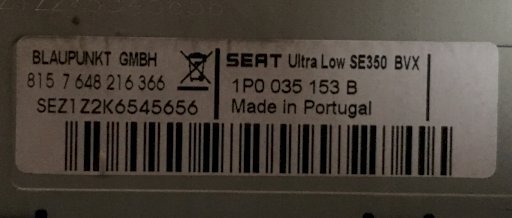 BLAUPUNKT GMBH
815 7 648 216 366
SEZ1Z2K6545656
SEAT Ultra Low SE350 BVX
1P0 035 153 B
Made in Portugal